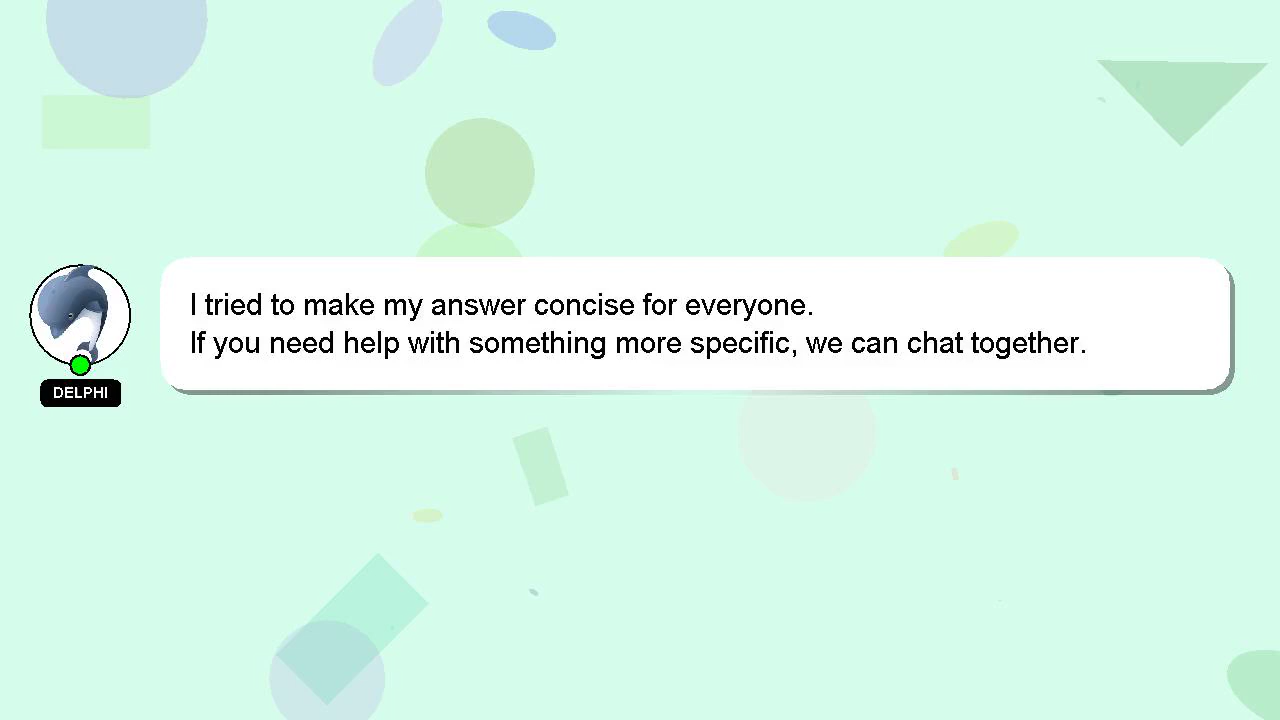 I tried to make my answer concise for everyone.
If you need help with something more specific, we can chat together.
DELPHI